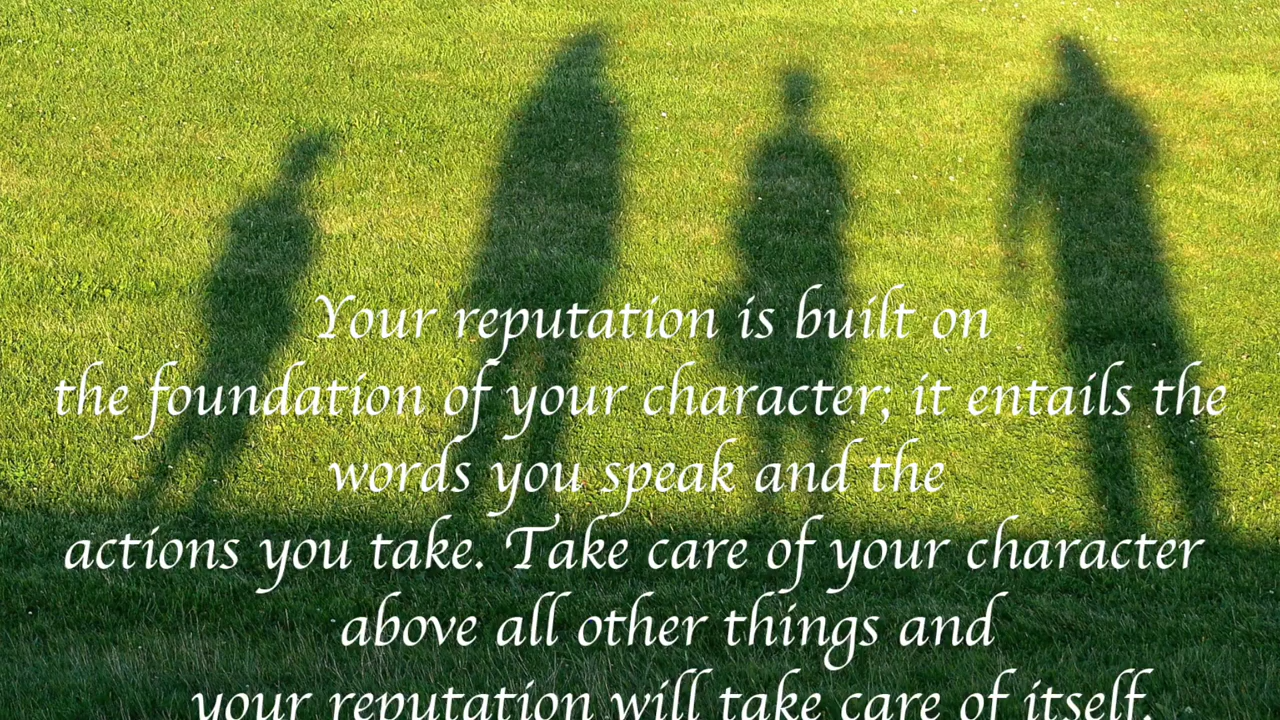 Your reputation is built on
the foundation of your character; it entails the
words you speak and the
actions you take. Take care of your character
above all other things and
your reputation will take care of itself.